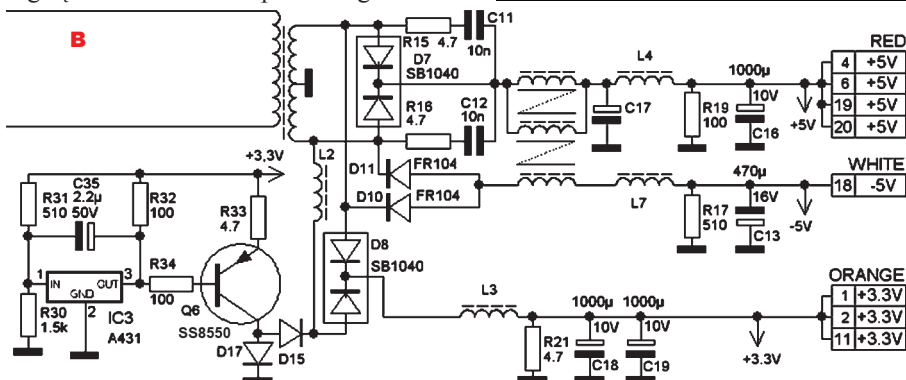 B
C11
R15 4.7
10n
D7
SB1040
R16
4.7
C12
10n
L4
1000µ
10V
C17
R19
100
C16
+5V
RED
4 +5V
6 +5V
19 +5V
20 +5V
+3,3V
L2
D11
FR104
D10
FR104
L7
470µ
16V
R17
510
C13
-5V
WHITE
18 -5V
R31
510
C35
2.2µ
50V
R32
100
R33
4.7
D8
SB1040
1 IN OUT 3
GND
2
R34
100
R30
1.5k
IC3
A431
Q6
SS8550
D17
D15
L3
1000µ
10V
1000µ
10V
R21
4.7
C18
C19
+3.3V
ORANGE
1 +3.3V
2 +3.3V
11 +3.3V